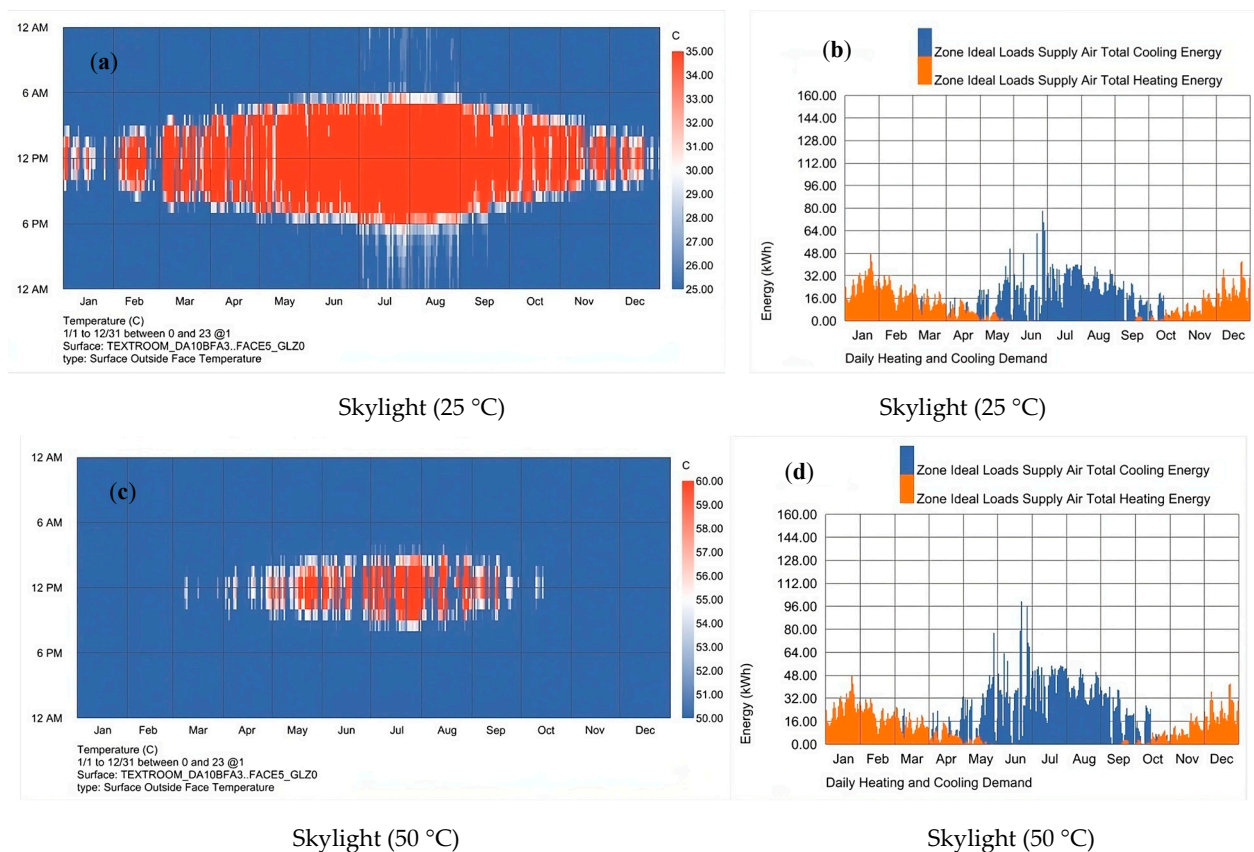 12 AM
6 AM
12 PM
6 PM
12 AM
(a)
C
35.00
34.00
33.00
32.00
31.00
30.00
29.00
28.00
27.00
26.00
25.00
Jan Feb Mar Apr May Jun Jul Aug Sep Oct Nov Dec
Temperature (C)
1/1 to 12/31 between 0 and 23 @1
Surface: TEXTROOM_DA10BFA3..FACE5_GLZ0
type: Surface Outside Face Temperature
(b)
Zone Ideal Loads Supply Air Total Cooling Energy
Zone Ideal Loads Supply Air Total Heating Energy
160.00
144.00
128.00
112.00
96.00
80.00
64.00
48.00
32.00
16.00
0.00
Energy (kWh)
Jan Feb Mar Apr May Jun Jul Aug Sep Oct Nov Dec
Daily Heating and Cooling Demand
Skylight (25 °C)
Skylight (25 °C)
12 AM
6 AM
12 PM
6 PM
12 AM
(c)
C
60.00
59.00
58.00
57.00
56.00
55.00
54.00
53.00
52.00
51.00
50.00
Jan Feb Mar Apr May Jun Jul Aug Sep Oct Nov Dec
Temperature (C)
1/1 to 12/31 between 0 and 23 @1
Surface: TEXTROOM_DA10BFA3..FACE5_GLZ0
type: Surface Outside Face Temperature
(d)
Zone Ideal Loads Supply Air Total Cooling Energy
Zone Ideal Loads Supply Air Total Heating Energy
160.00
144.00
128.00
112.00
96.00
80.00
64.00
48.00
32.00
16.00
0.00
Energy (kWh)
Jan Feb Mar Apr May Jun Jul Aug Sep Oct Nov Dec
Daily Heating and Cooling Demand
Skylight (50 °C)
Skylight (50 °C)